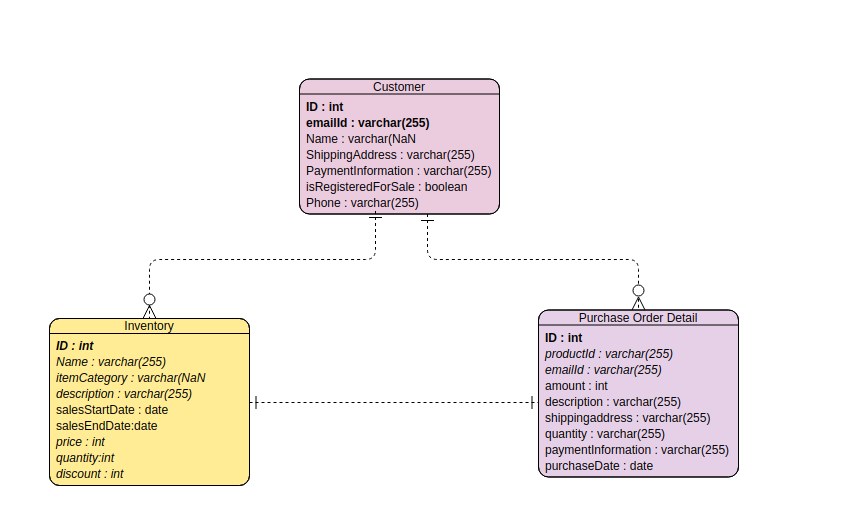 Customer
ID : int
emailId : varchar(255)
Name : varchar(NaN
ShippingAddress : varchar(255)
PaymentInformation : varchar(255)
isRegisteredForSale : boolean
Phone : varchar(255)
Inventory
ID : int
Name : varchar(255)
itemCategory : varchar(NaN
description : varchar(255)
salesStartDate : date
salesEndDate:date
price : int
quantity:int
discount : int
Purchase Order Detail
ID : int
productId : varchar(255)
emailId : varchar(255)
amount : int
description : varchar(255)
shippingaddress : varchar(255)
quantity : varchar(255)
paymentInformation : varchar(255)
purchaseDate : date